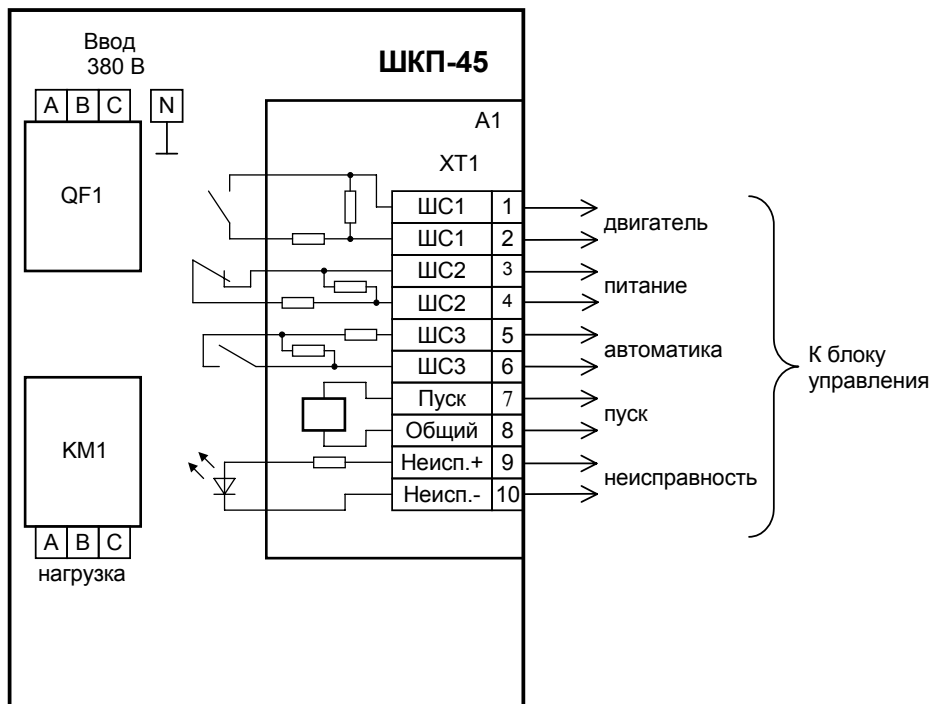 Ввод
380 В
ШКП-45
A B C N
QF1
A1
XT1
ШС1 1
двигатель
ШС1 2
ШС2 3
питание
ШС2 4
ШС3 5
автоматика
ШС3 6
Пуск 7
пуск
Общий 8
Неисп.+ 9
неисправность
Неисп.- 10
К блоку
управления
KM1
A B C
нагрузка